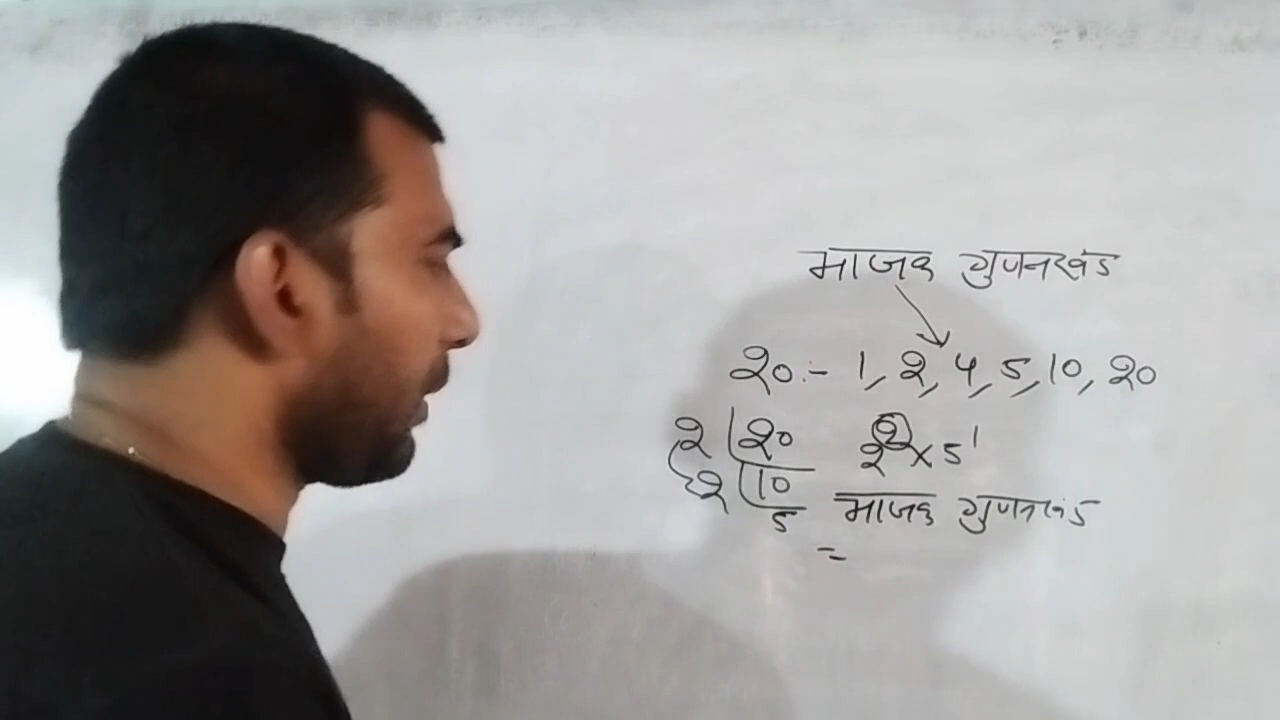 भाजक गुणनखंड
20:- 1, 2, 4, 5, 10, 20
2 | 20 2² × 5¹
2 | 10
5 भाजक गुणनखंड
=